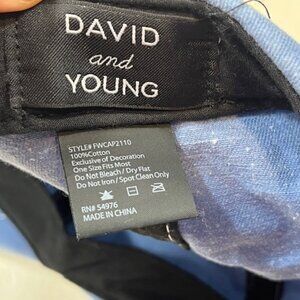 DAVID
and
YOUNG
STYLE# FWCAP2110
100%Cotton
Exclusive of Decoration
One Size Fits Most
Do Not Bleach / Dry Flat
Do Not Iron / Spot Clean Only
RN# 54976
MADE IN CHINA